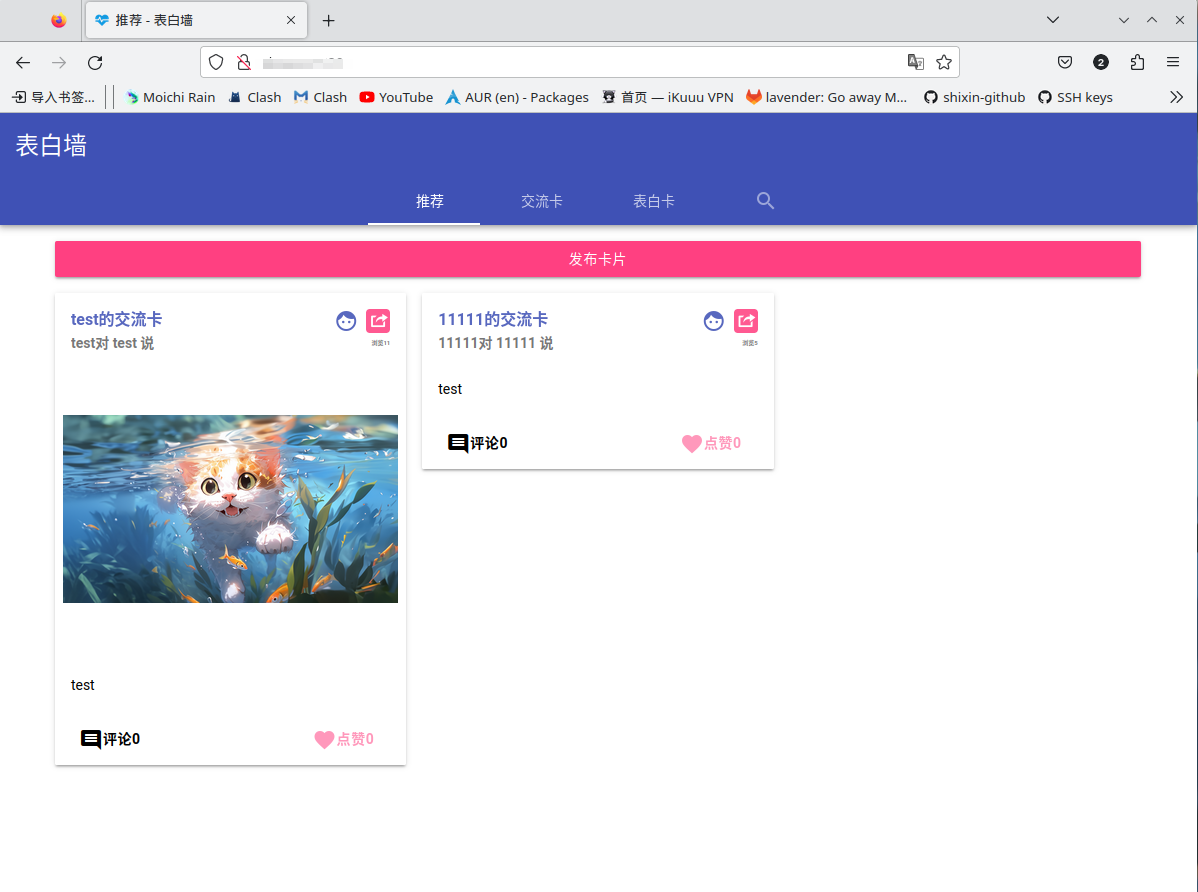 推荐 - 表白墙
2
导入书签... Moichi Rain Clash Clash YouTube AUR (en) - Packages 首页 — iKuuu VPN lavender: Go away M... shixin-github SSH keys
表白墙
推荐 交流卡 表白卡
发布卡片
test的交流卡
test对 test 说
浏览11
test
评论0 点赞0
11111的交流卡
11111对 11111 说
浏览5
test
评论0 点赞0